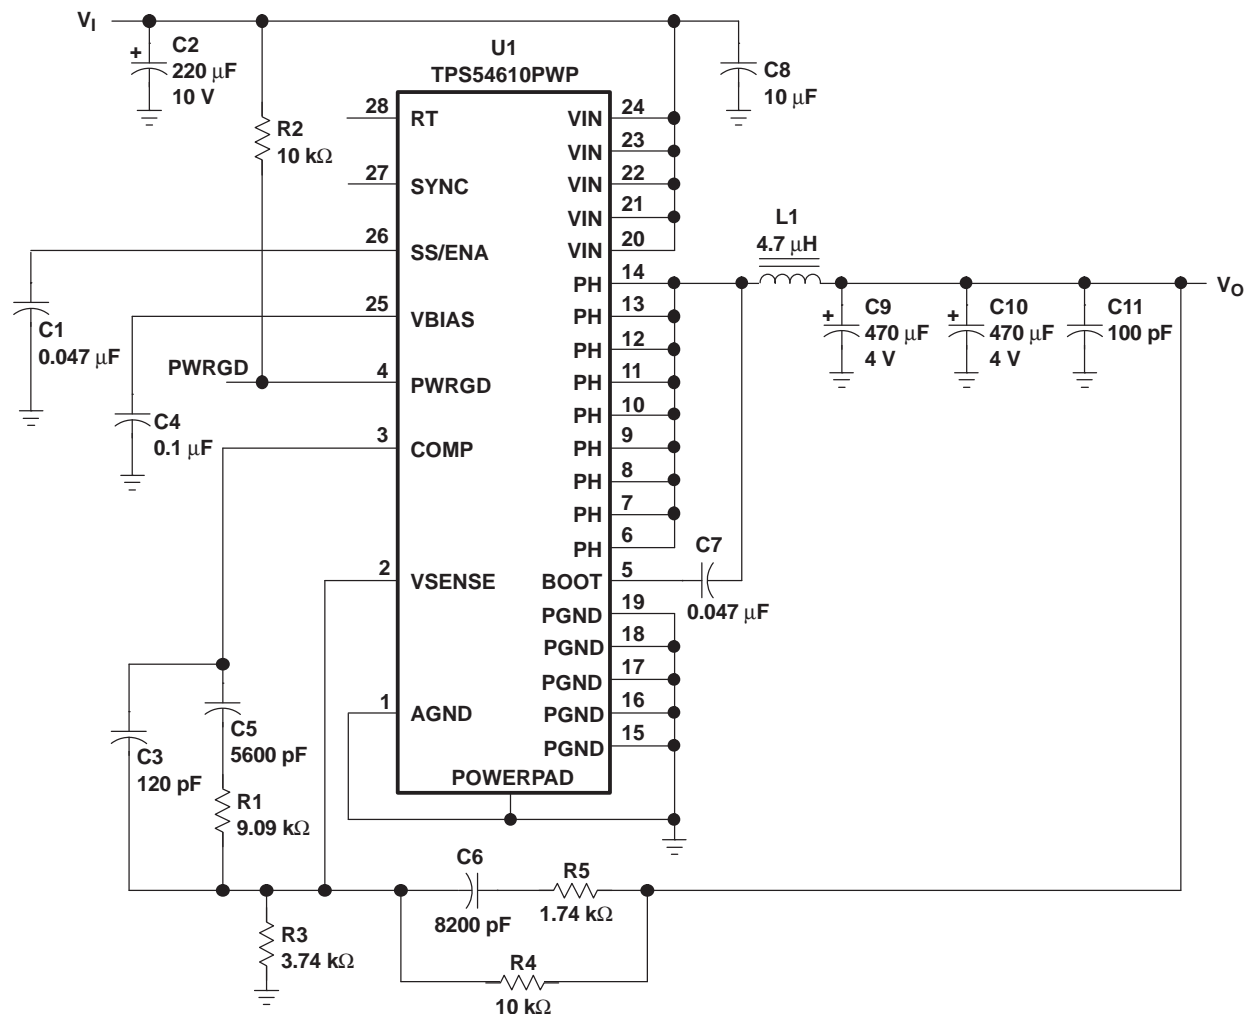 VI
C2
220 μF
10 V
+
R2
10 kΩ
U1
TPS54610PWP
C8
10 μF
28
RT
27
SYNC
26
SS/ENA
25
VBIAS
4
PWRGD
3
COMP
2
VSENSE
1
AGND
POWERPAD
VIN
24
VIN
23
VIN
22
VIN
21
VIN
20
PH
14
PH
13
PH
12
PH
11
PH
10
PH
9
PH
8
PH
7
PH
6
BOOT
5
PGND
19
PGND
18
PGND
17
PGND
16
PGND
15
C1
0.047 μF
PWRGD
C4
0.1 μF
L1
4.7 μH
VO
+
C9
470 μF
4 V
+
C10
470 μF
4 V
C11
100 pF
C7
0.047 μF
C3
120 pF
C5
5600 pF
R1
9.09 kΩ
R3
3.74 kΩ
C6
8200 pF
R5
1.74 kΩ
R4
10 kΩ